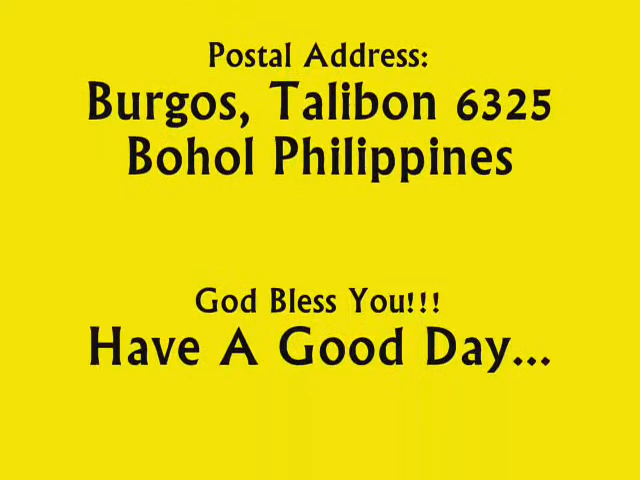 Postal Address:
Burgos, Talibon 6325
Bohol Philippines
God Bless You!!!
Have A Good Day...